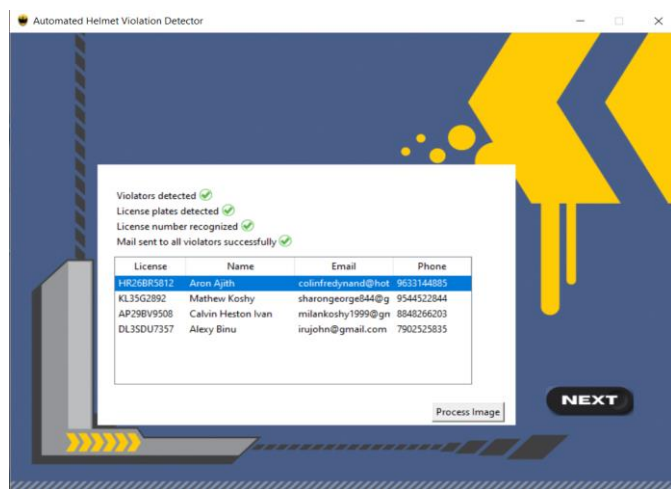 Automated Helmet Violation Detector
Violators detected
License plates detected
License number recognized
Mail sent to all violators successfully
License Name Email Phone
HR26BR5812 Aron Ajith colinfredynand@hot 9633144885
KL35G2892 Mathew Koshy sharongeorge844@g 9544522844
AP29BV9508 Calvin Heston Ivan milankoshy1999@gn 8848266203
DL3SDU7357 Alexy Binu irujohn@gmail.com 7902525835
Process Image
NEXT